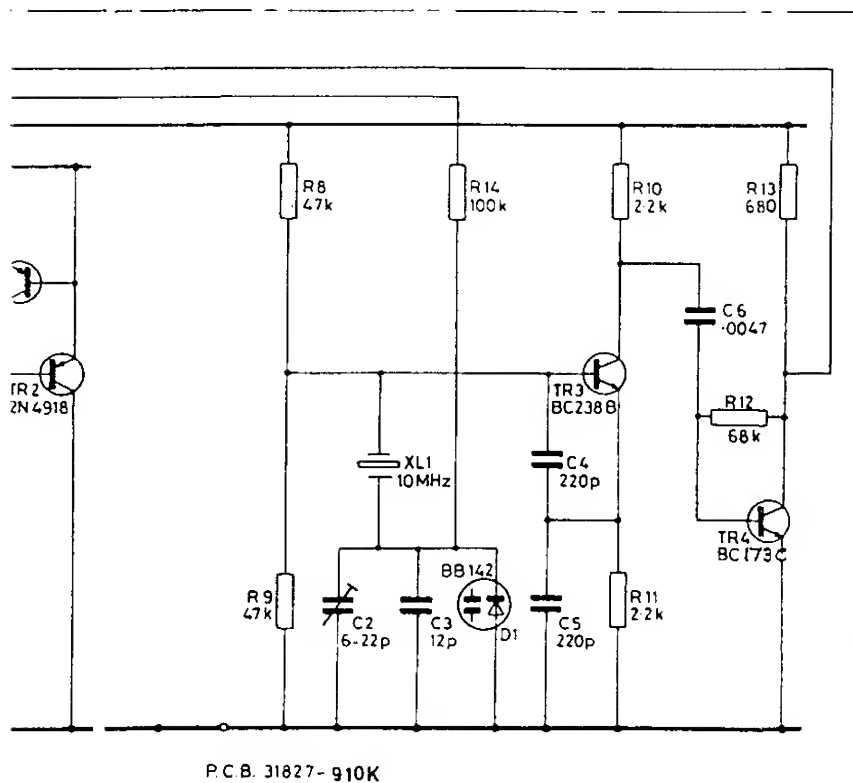 R8
47k
R14
100k
R10
2·2k
R13
680
C6
·0047
TR2
2N4918
TR3
BC238B
R12
68k
XL1
10MHz
C4
220p
TR4
BC173C
BB142
R9
47k
C2
6-22p
C3
12p
D1
C5
220p
R11
2·2k
P.C.B. 31827-910K